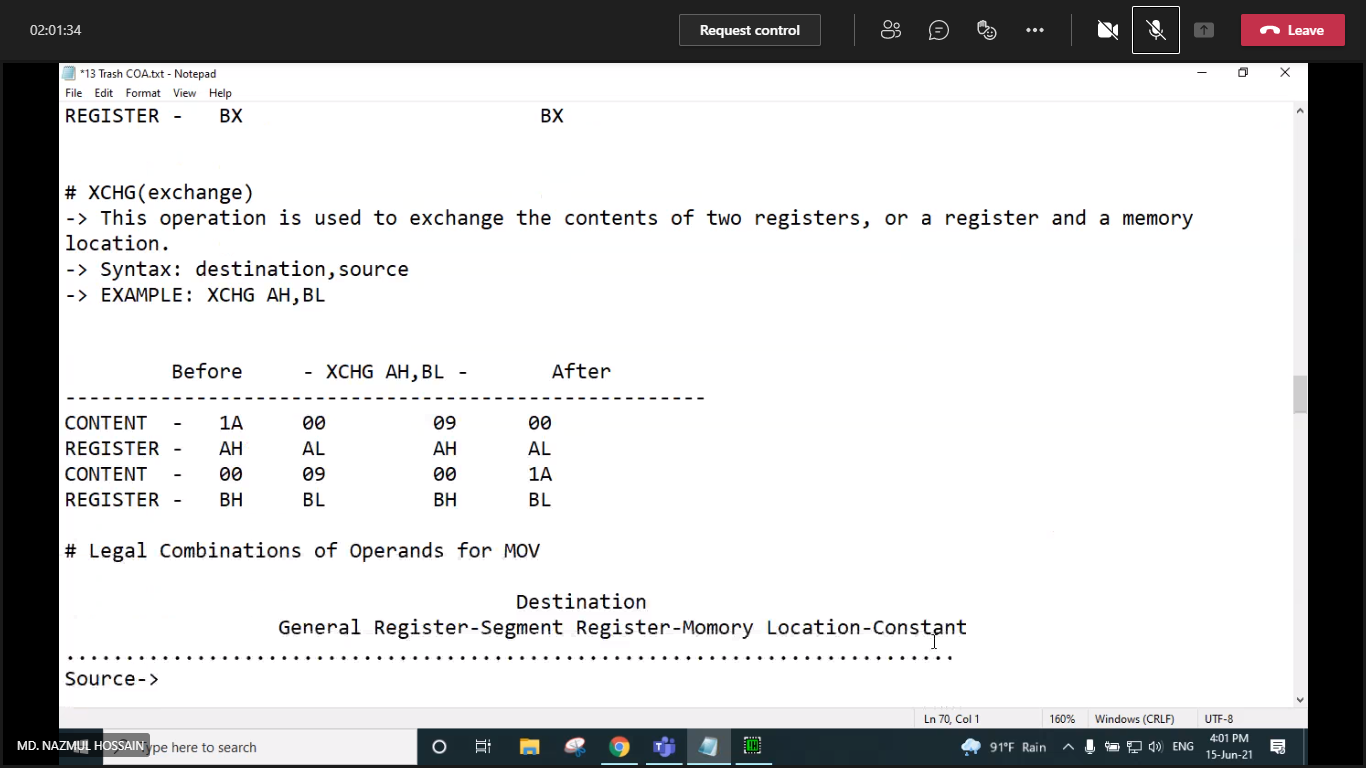 02:01:34
Request control
Leave
*13 Trash COA.txt - Notepad
File Edit Format View Help
REGISTER - BX BX
# XCHG(exchange)
-> This operation is used to exchange the contents of two registers, or a register and a memory
location.
-> Syntax: destination,source
-> EXAMPLE: XCHG AH,BL
Before - XCHG AH,BL - After
------------------------------------------------------
CONTENT - 1A 00 09 00
REGISTER - AH AL AH AL
CONTENT - 00 09 00 1A
REGISTER - BH BL BH BL
# Legal Combinations of Operands for MOV
Destination
General Register-Segment Register-Momory Location-Constant
...........................................................................
Source->
Ln 70, Col 1 160% Windows (CRLF) UTF-8
MD. NAZMUL HOSSAIN
ype here to search
91°F Rain
ENG
4:01 PM
15-Jun-21